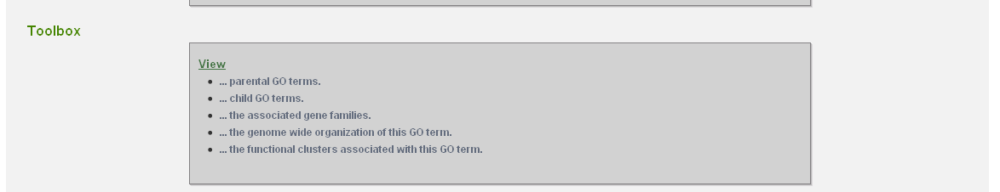 Toolbox
View
... parental GO terms.
... child GO terms.
... the associated gene families.
... the genome wide organization of this GO term.
... the functional clusters associated with this GO term.